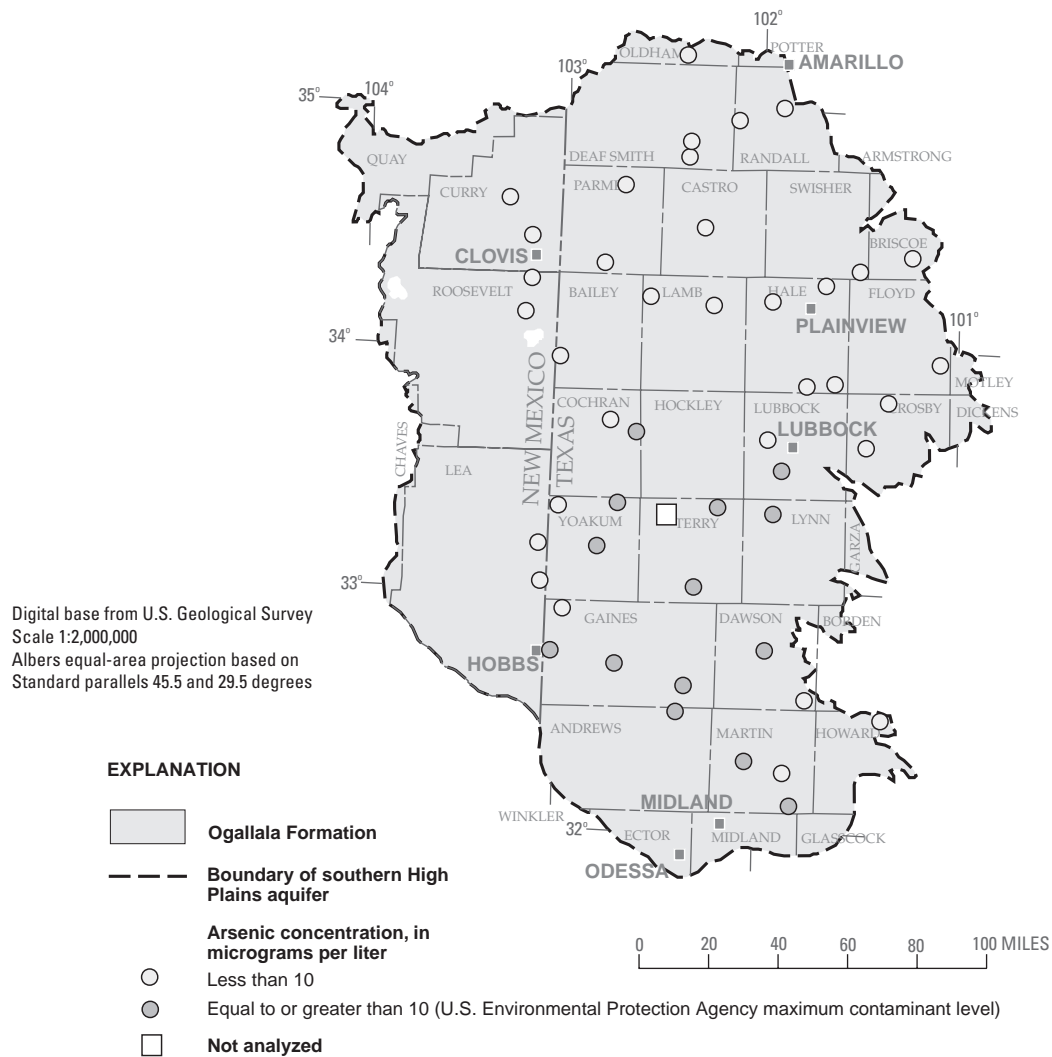 102°
OLDHAM
POTTER
AMARILLO
103°
35°
104°
QUAY
DEAF SMITH
RANDALL
ARMSTRONG
CURRY
PARME
CASTRO
SWISHER
BRISCOE
CLOVIS
ROOSEVELT
BAILEY
LAMB
HALE
FLOYD
PLAINVIEW
101°
34°
MOTLEY
NEW MEXICO
TEXAS
COCHRAN
HOCKLEY
LUBBOCK
ROSBY
DICKENS
LUBBOCK
CHAVES
LEA
YOAKUM
TERRY
LYNN
GARZA
33°
GAINES
DAWSON
BORDEN
Digital base from U.S. Geological Survey
Scale 1:2,000,000
Albers equal-area projection based on
Standard parallels 45.5 and 29.5 degrees
HOBBS
ANDREWS
MARTIN
HOWARD
EXPLANATION
MIDLAND
WINKLER
32°
ECTOR
MIDLAND
GLASSCOCK
Ogallala Formation
ODESSA
Boundary of southern High
Plains aquifer
Arsenic concentration, in
micrograms per liter
0 20 40 60 80 100 MILES
Less than 10
Equal to or greater than 10 (U.S. Environmental Protection Agency maximum contaminant level)
Not analyzed